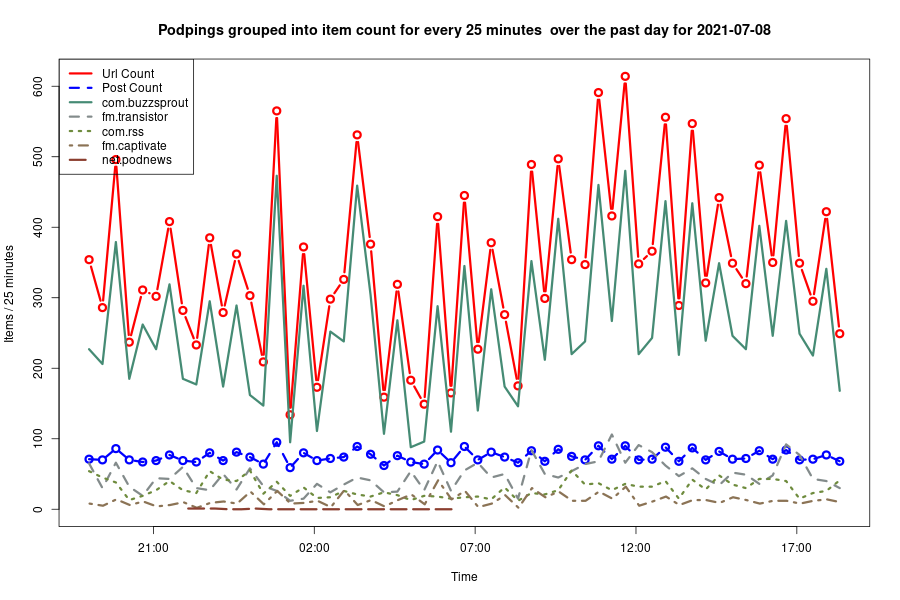 Podpings grouped into item count for every 25 minutes  over the past day for 2021-07-08
Url Count
Post Count
com.buzzsprout
fm.transistor
com.rss
fm.captivate
net.podnews
600
500
400
300
200
100
0
Items / 25 minutes
21:00
02:00
07:00
12:00
17:00
Time